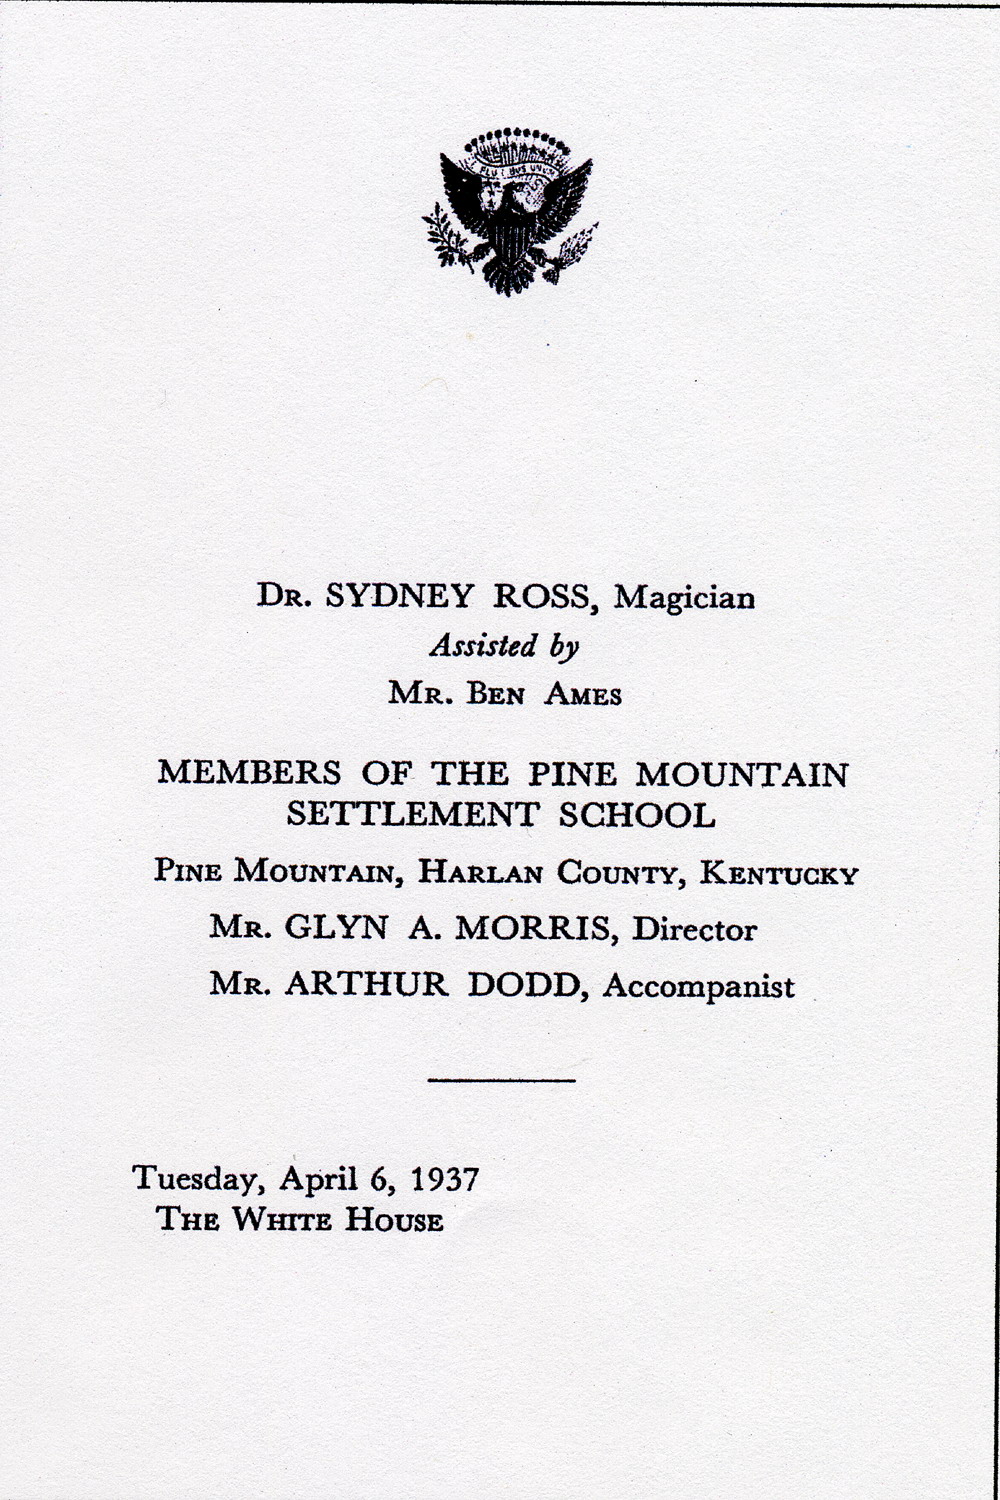 Dr. SYDNEY ROSS, Magician
Assisted by
Mr. Ben Ames
MEMBERS OF THE PINE MOUNTAIN
SETTLEMENT SCHOOL
Pine Mountain, Harlan County, Kentucky
Mr. GLYN A. MORRIS, Director
Mr. ARTHUR DODD, Accompanist
Tuesday, April 6, 1937
The White House